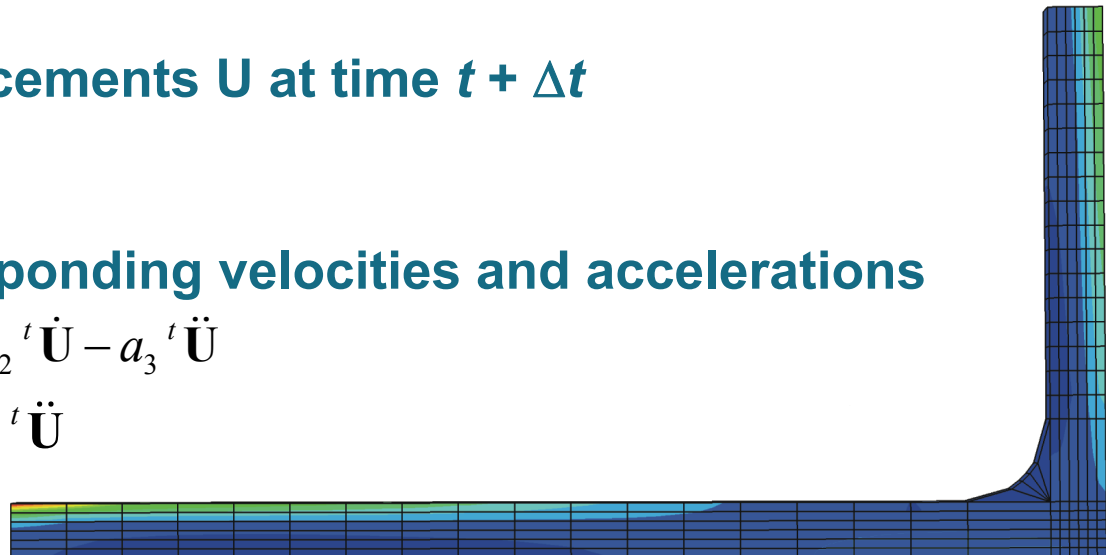 cements U at time t + Δt
ponding velocities and accelerations
₂ ᵗU̇ − a₃ ᵗÜ
ᵗÜ